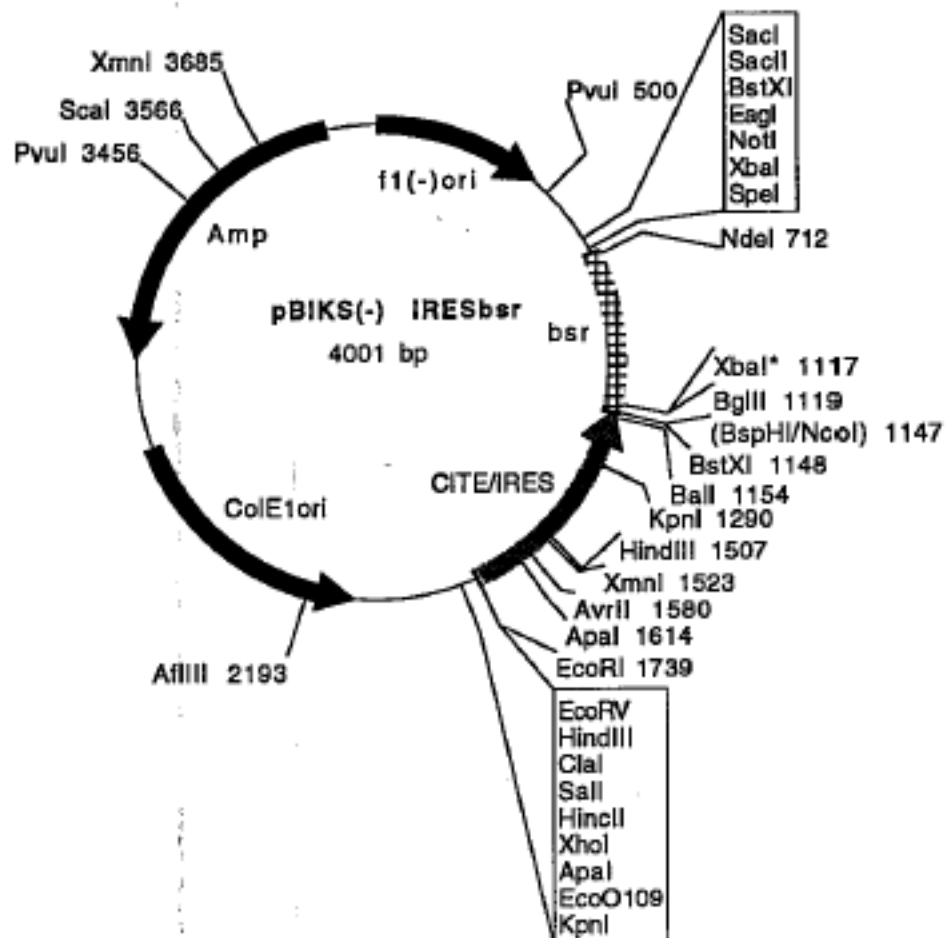 XmnI 3685
ScaI 3566
PvuI 3456
Amp
f1(-)ori
PvuI 500
SacI
SacII
BstXI
EagI
NotI
XbaI
SpeI
NdeI 712
pBIKS(-) IRESbsr
4001 bp
bsr
XbaI* 1117
BglII 1119
(BspHI/NcoI) 1147
BstXI 1148
BalI 1154
KpnI 1290
HindIII 1507
XmnI 1523
AvrII 1580
ApaI 1614
EcoRI 1739
CITE/IRES
ColE1ori
AflIII 2193
EcoRV
HindIII
ClaI
SalI
HincII
XhoI
ApaI
EcoO109
KpnI